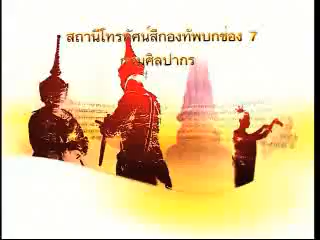 สถานีโทรทัศน์สีกองทัพบกช่อง 7
กรมศิลปากร